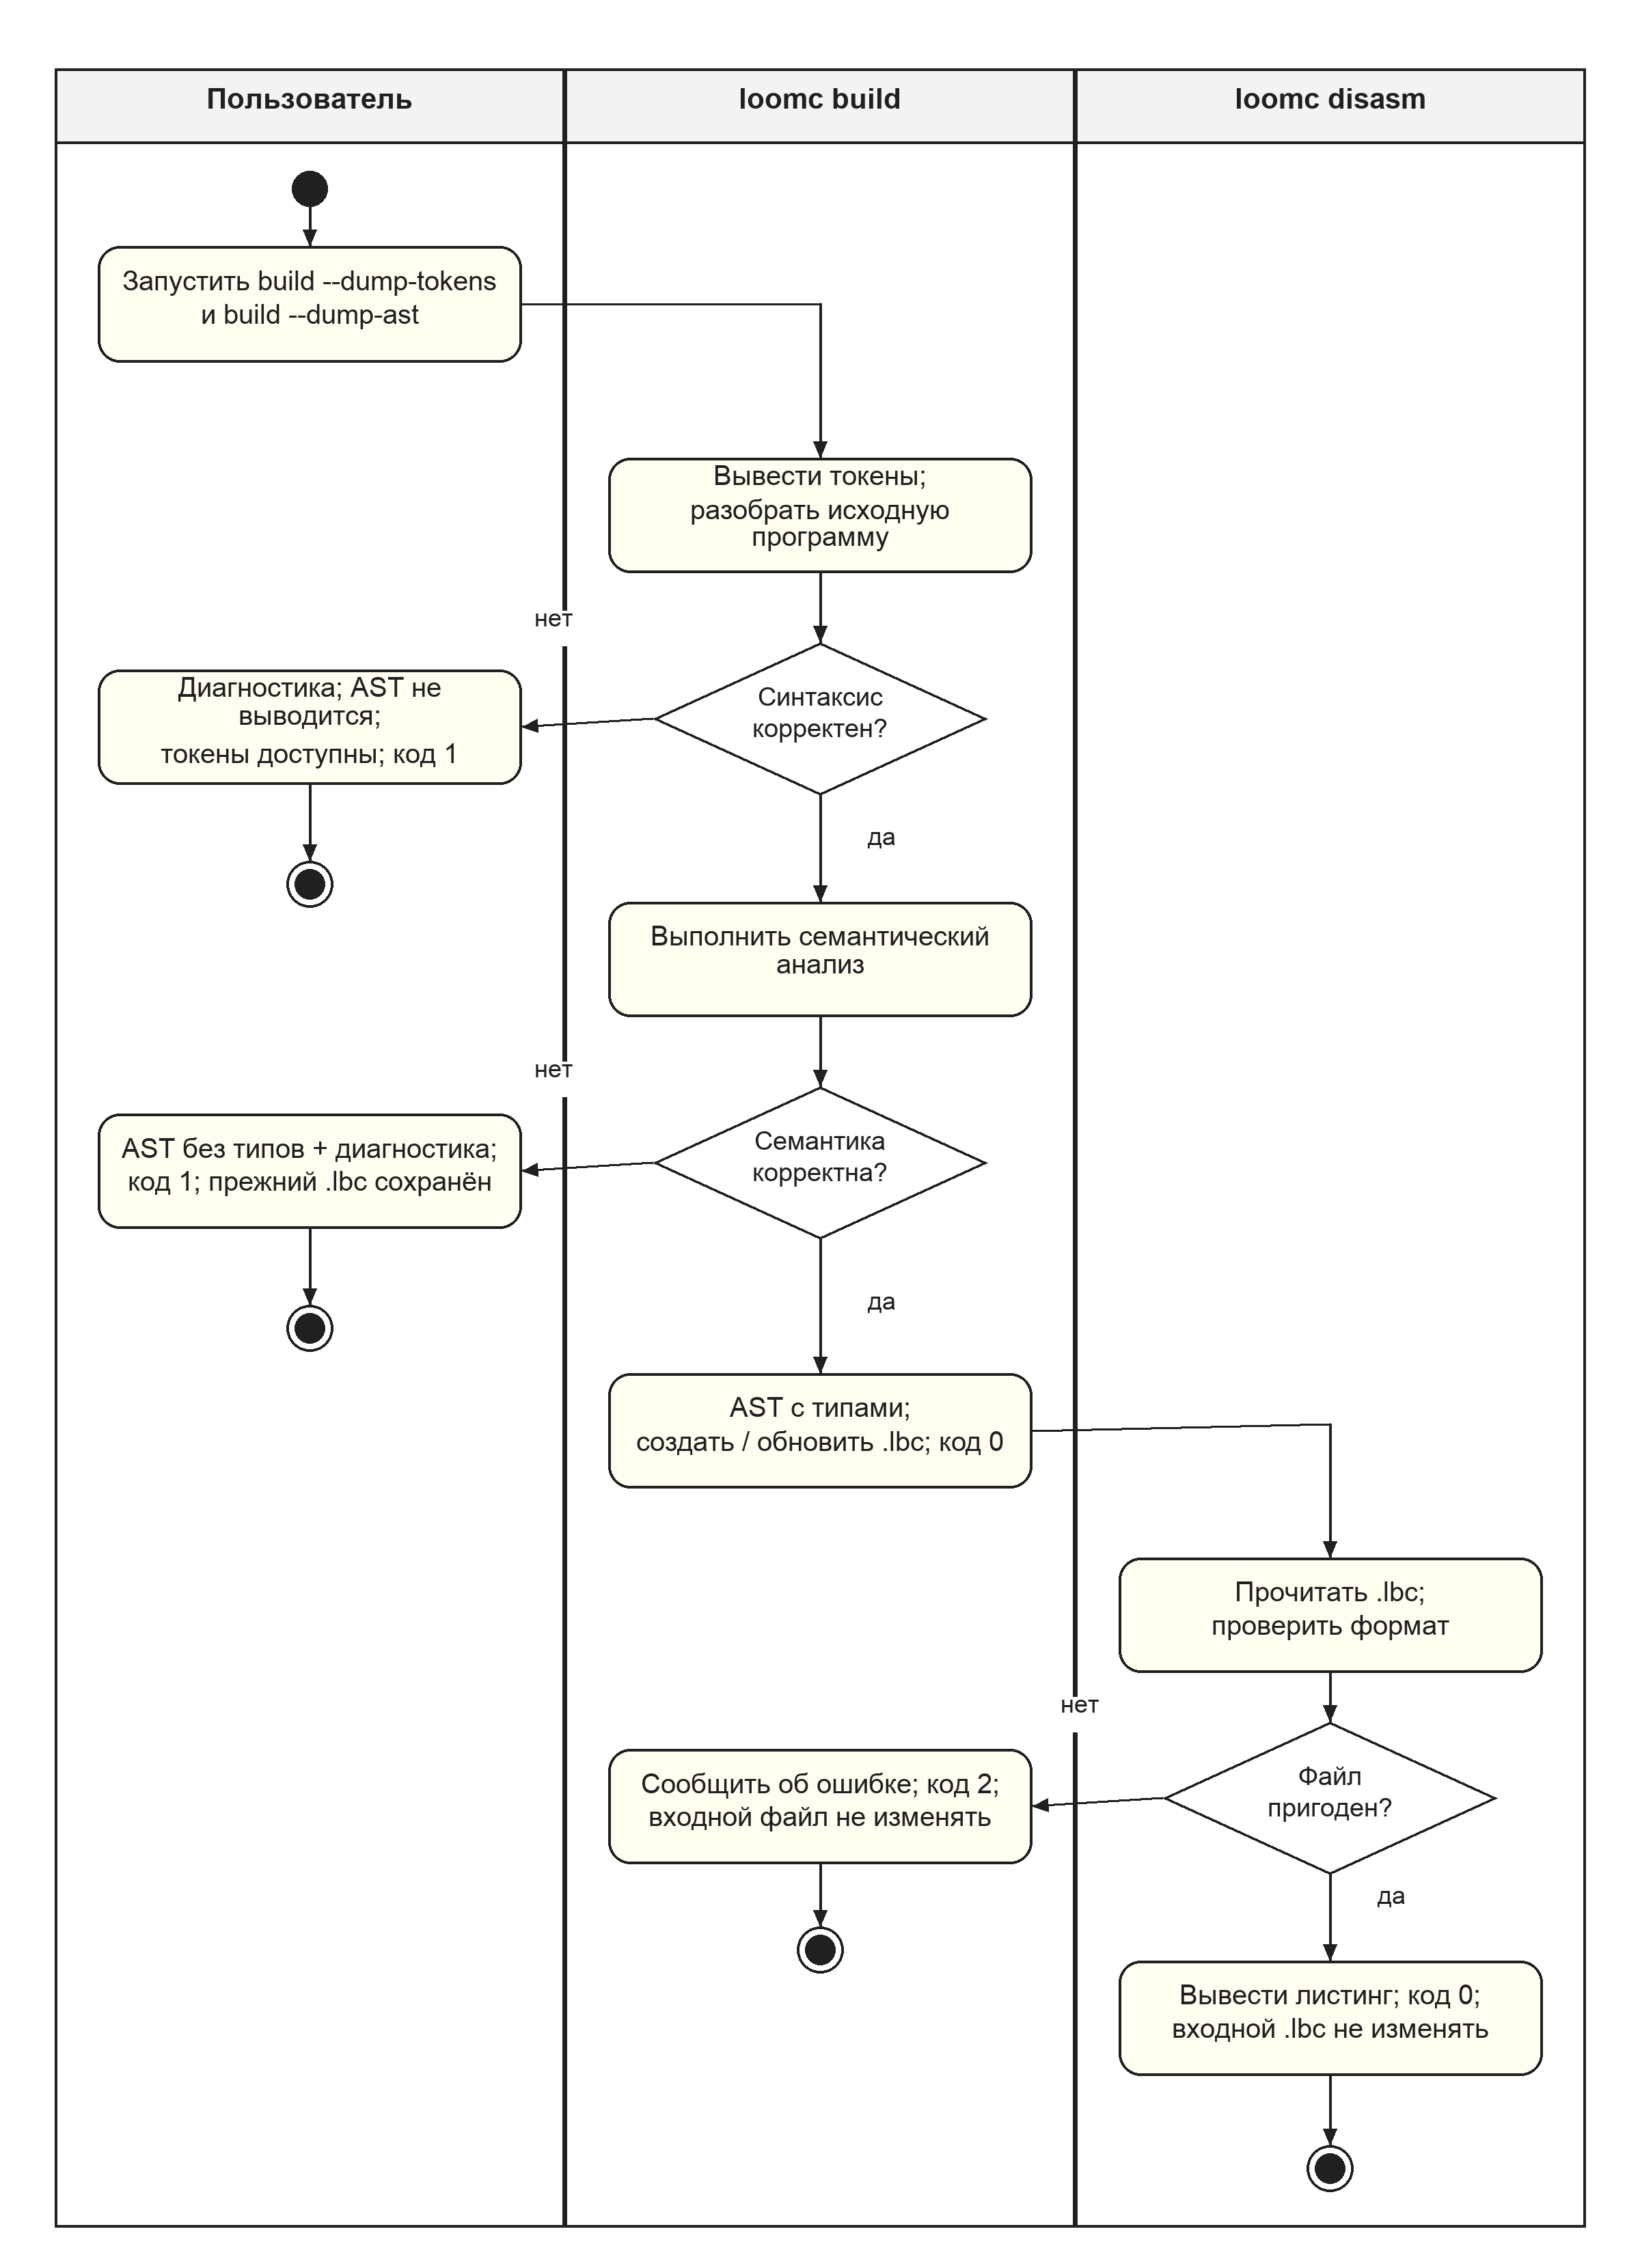 Пользователь
loomc build
loomc disasm
Запустить build --dump-tokens
и build --dump-ast
Вывести токены;
разобрать исходную
программу
нет
Синтаксис
корректен?
Диагностика; AST не
выводится;
токены доступны; код 1
да
Выполнить семантический
анализ
нет
Семантика
корректна?
AST без типов + диагностика;
код 1; прежний .lbc сохранён
да
AST с типами;
создать / обновить .lbc; код 0
Прочитать .lbc;
проверить формат
нет
Файл
пригоден?
Сообщить об ошибке; код 2;
входной файл не изменять
да
Вывести листинг; код 0;
входной .lbc не изменять